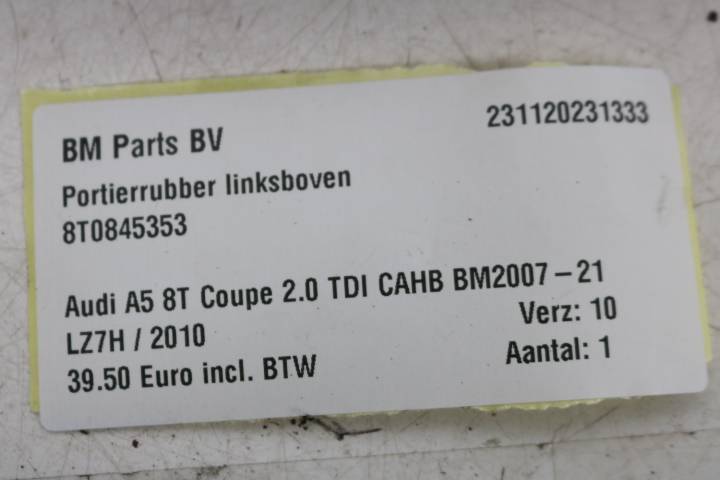 BM Parts BV
231120231333
Portierrubber linksboven
8T0845353
Audi A5 8T Coupe 2.0 TDI CAHB BM2007-21
LZ7H / 2010
Verz: 10
39.50 Euro incl. BTW
Aantal: 1